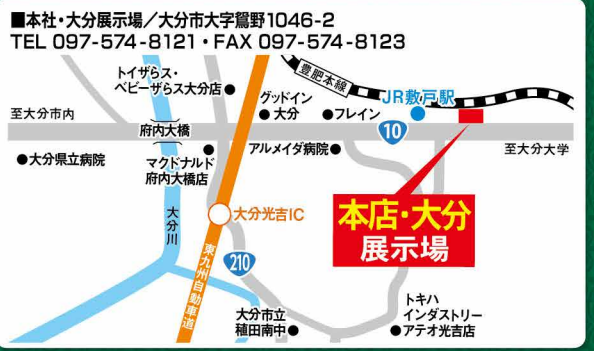 ■本社・大分展示場／大分市大字鴛野1046-2
TEL 097-574-8121・FAX 097-574-8123
トイザらス・
ベビーザらス大分店
豊肥本線
JR敷戸駅
グッドイン
大分
フレイン
至大分市内
府内大橋
10
至大分大学
大分県立病院
マクドナルド
府内大橋店
アルメイダ病院
本店・大分
展示場
大分川
大分光吉IC
東九州自動車道
210
大分市立
稙田南中
トキハ
インダストリー
アテオ光吉店